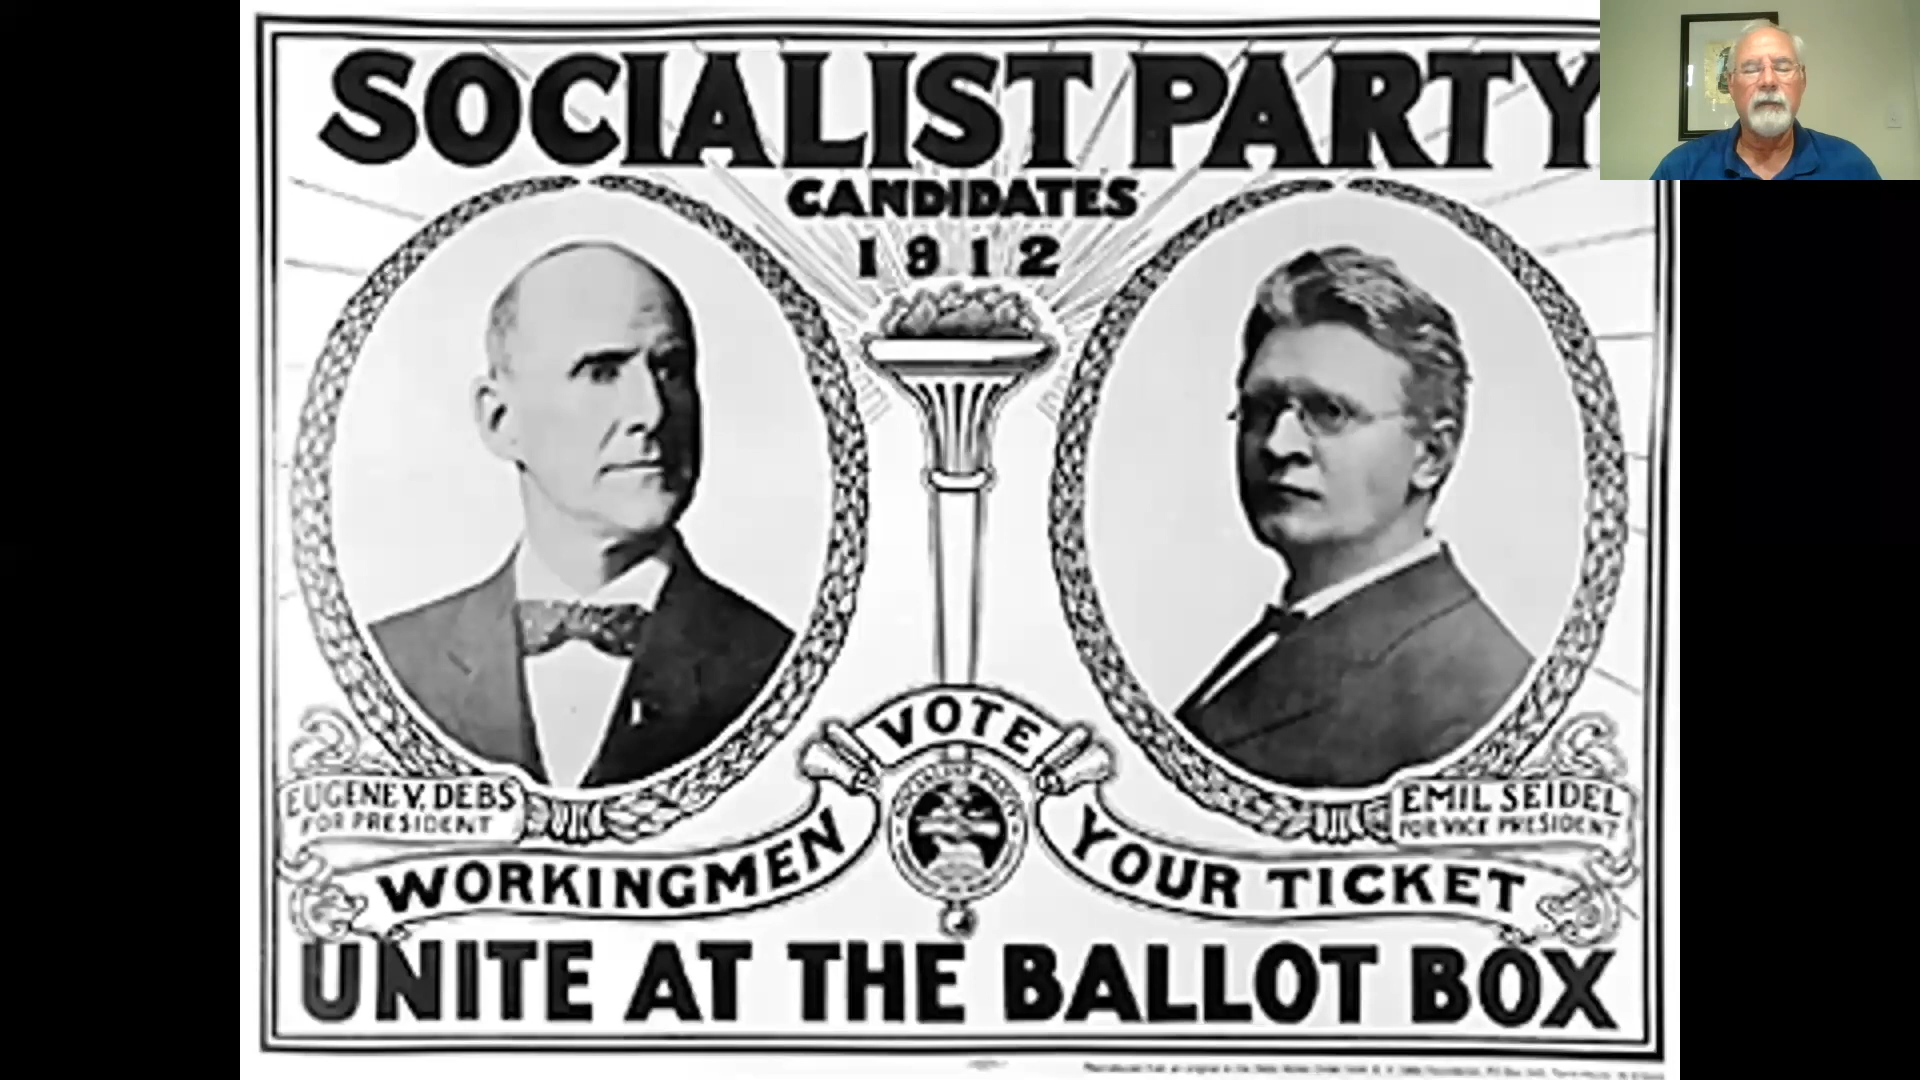 SOCIALIST PARTY
CANDIDATES
1912
EUGENE V. DEBS
FOR PRESIDENT
EMIL SEIDEL
FOR VICE PRESIDENT
VOTE
WORKINGMEN
YOUR TICKET
UNITE AT THE BALLOT BOX